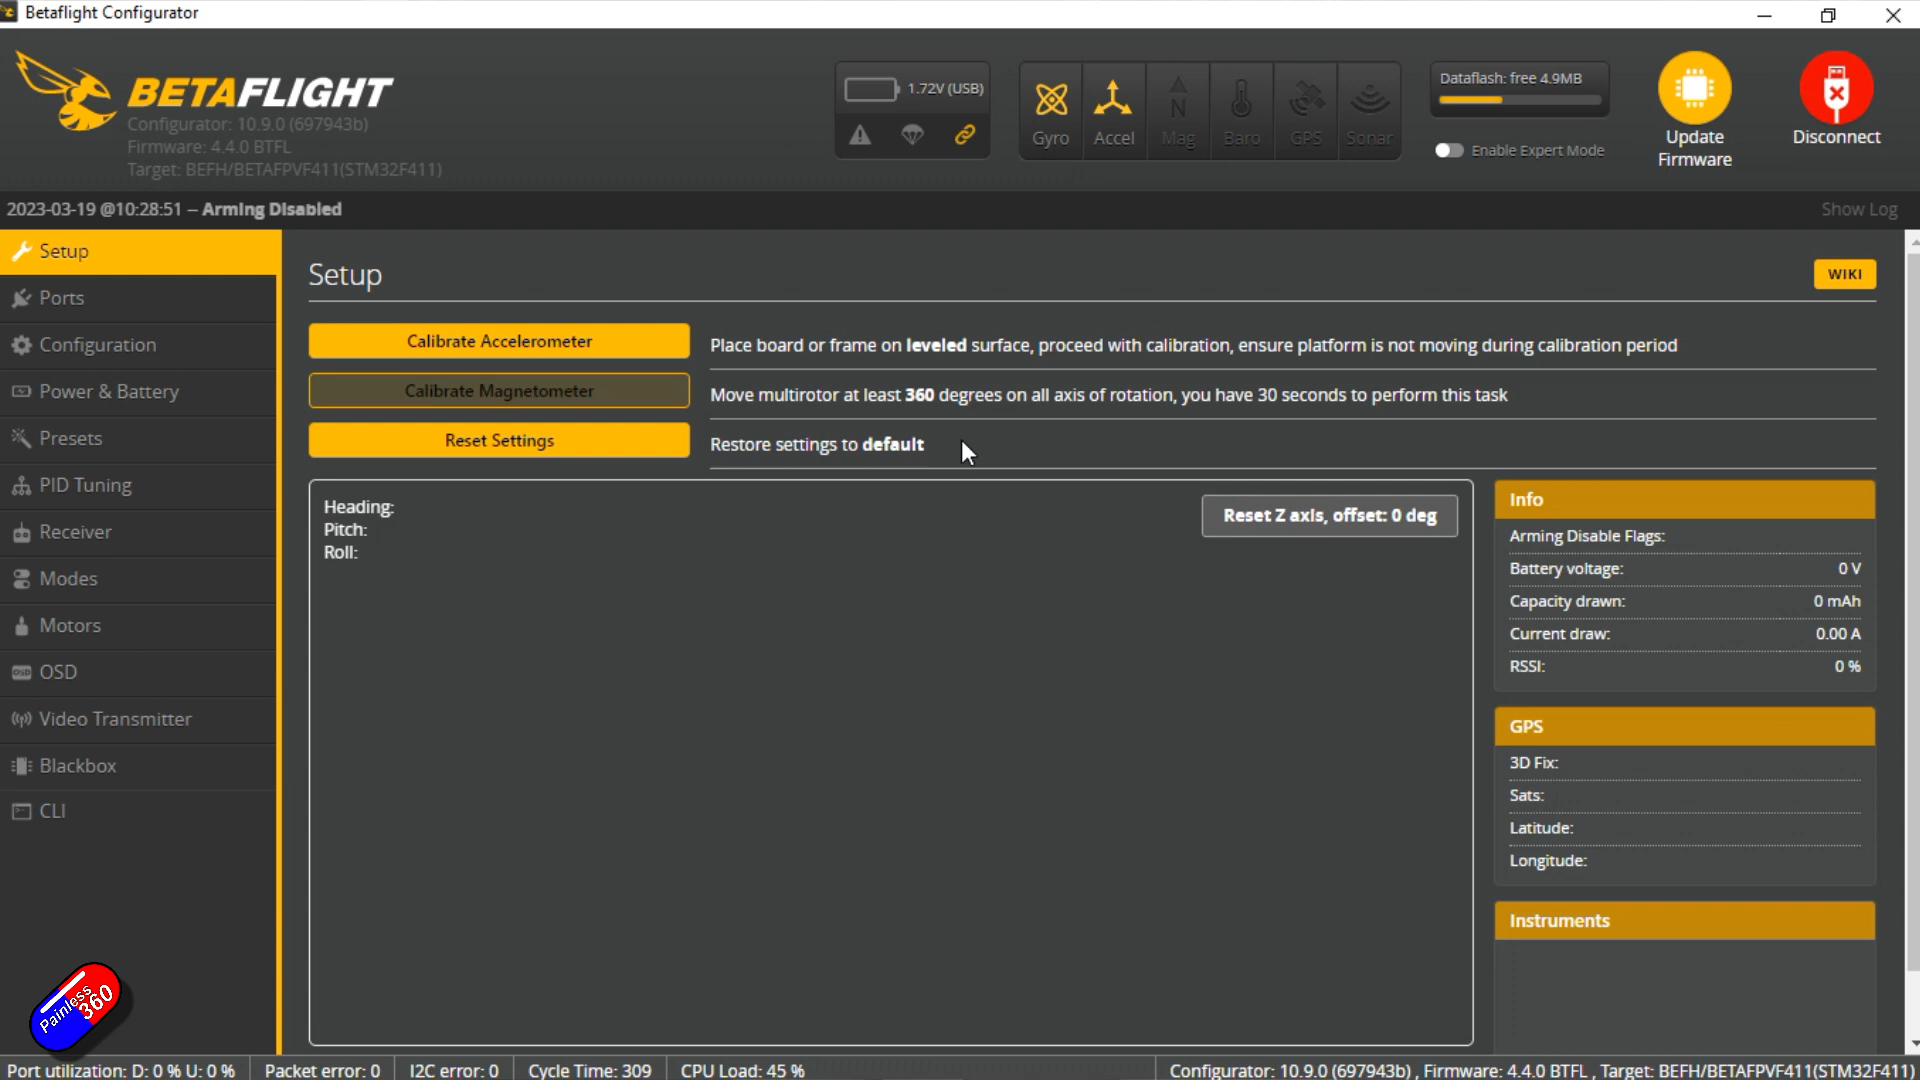 Betaflight Configurator
BETAFLIGHT
Configurator: 10.9.0 (697943b)
Firmware: 4.4.0 BTFL
Target: BEFH/BETAFPVF411(STM32F411)
1.72V (USB)
Gyro
Accel
N
Mag
Baro
GPS
Sonar
Dataflash: free 4.9MB
Enable Expert Mode
Update
Firmware
Disconnect
2023-03-19 @10:28:51 – Arming Disabled
Show Log
Setup
Ports
Configuration
Power & Battery
Presets
PID Tuning
Receiver
Modes
Motors
OSD
OSD
Video Transmitter
Blackbox
CLI
Setup
WIKI
Calibrate Accelerometer
Place board or frame on leveled surface, proceed with calibration, ensure platform is not moving during calibration period
Calibrate Magnetometer
Move multirotor at least 360 degrees on all axis of rotation, you have 30 seconds to perform this task
Reset Settings
Restore settings to default
Heading:
Pitch:
Roll:
Reset Z axis, offset: 0 deg
Info
Arming Disable Flags:
Battery voltage: 0 V
Capacity drawn: 0 mAh
Current draw: 0.00 A
RSSI: 0 %
GPS
3D Fix:
Sats:
Latitude:
Longitude:
Instruments
Painless
360
Port utilization: D: 0 % U: 0 %
Packet error: 0
I2C error: 0
Cycle Time: 309
CPU Load: 45 %
Configurator: 10.9.0 (697943b) , Firmware: 4.4.0 BTFL , Target: BEFH/BETAFPVF411(STM32F411)